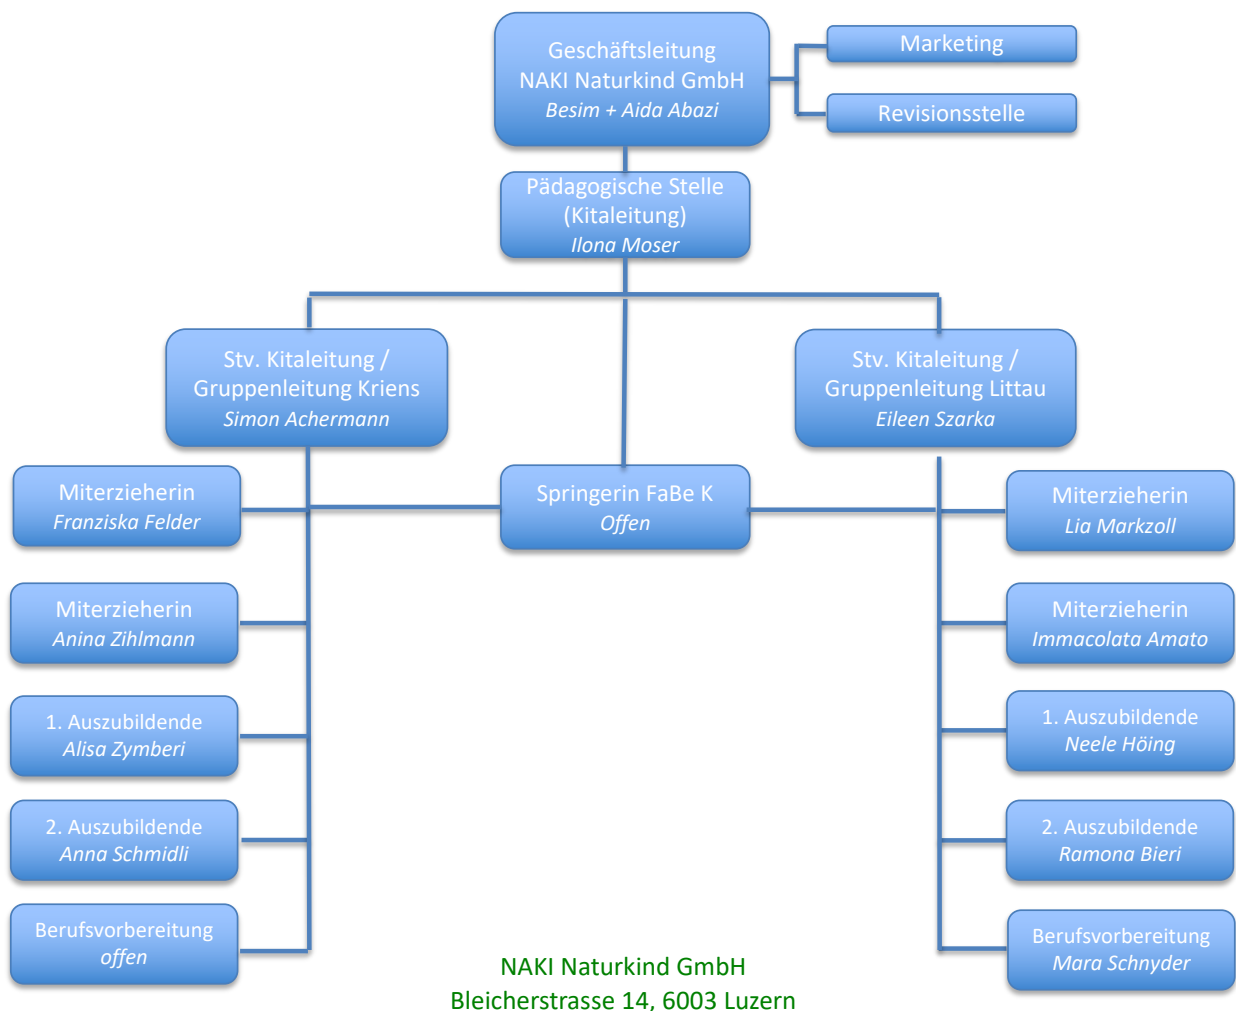 Geschäftsleitung
NAKI Naturkind GmbH
Besim + Aida Abazi
Marketing
Revisionsstelle
Pädagogische Stelle
(Kitaleitung)
Ilona Moser
Stv. Kitaleitung /
Gruppenleitung Kriens
Simon Achermann
Stv. Kitaleitung /
Gruppenleitung Littau
Eileen Szarka
Miterzieherin
Franziska Felder
Springerin FaBe K
Offen
Miterzieherin
Lia Markzoll
Miterzieherin
Anina Zihlmann
Miterzieherin
Immacolata Amato
1. Auszubildende
Alisa Zymberi
1. Auszubildende
Neele Höing
2. Auszubildende
Anna Schmidli
2. Auszubildende
Ramona Bieri
Berufsvorbereitung
offen
Berufsvorbereitung
Mara Schnyder
NAKI Naturkind GmbH
Bleicherstrasse 14, 6003 Luzern